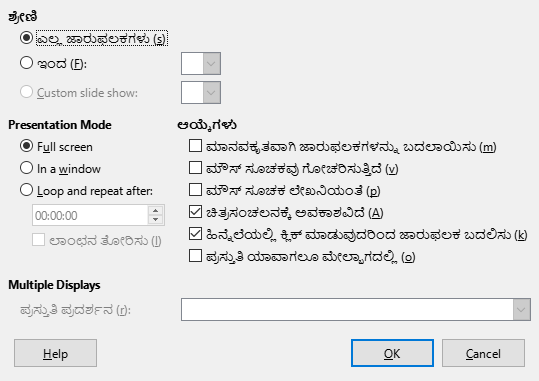 ಶ್ರೇಣಿ
ಎಲ್ಲ ಜಾರುಫಲಕಗಳು (s)
ಇಂದ (F):
Custom slide show:
Presentation Mode
Full screen
In a window
Loop and repeat after:
00:00:00
ಲಾಂಛನ ತೋರಿಸು (l)
ಆಯ್ಕೆಗಳು
ಮಾನವಕೃತವಾಗಿ ಜಾರುಫಲಕಗಳನ್ನು ಬದಲಾಯಿಸು (m)
ಮೌಸ್ ಸೂಚಕವು ಗೋಚರಿಸುತ್ತಿದೆ (v)
ಮೌಸ್ ಸೂಚಕ ಲೇಖನಿಯಂತೆ (p)
ಚಿತ್ರಸಂಚಲನಕ್ಕೆ ಅವಕಾಶವಿದೆ (A)
ಹಿನ್ನೆಲೆಯಲ್ಲಿ ಕ್ಲಿಕ್ ಮಾಡುವುದರಿಂದ ಜಾರುಫಲಕ ಬದಲಿಸು (k)
ಪ್ರಸ್ತುತಿ ಯಾವಾಗಲೂ ಮೇಲ್ಭಾಗದಲ್ಲಿ (o)
Multiple Displays
ಪ್ರಸ್ತುತಿ ಪ್ರದರ್ಶನ (r):
Help
OK
Cancel